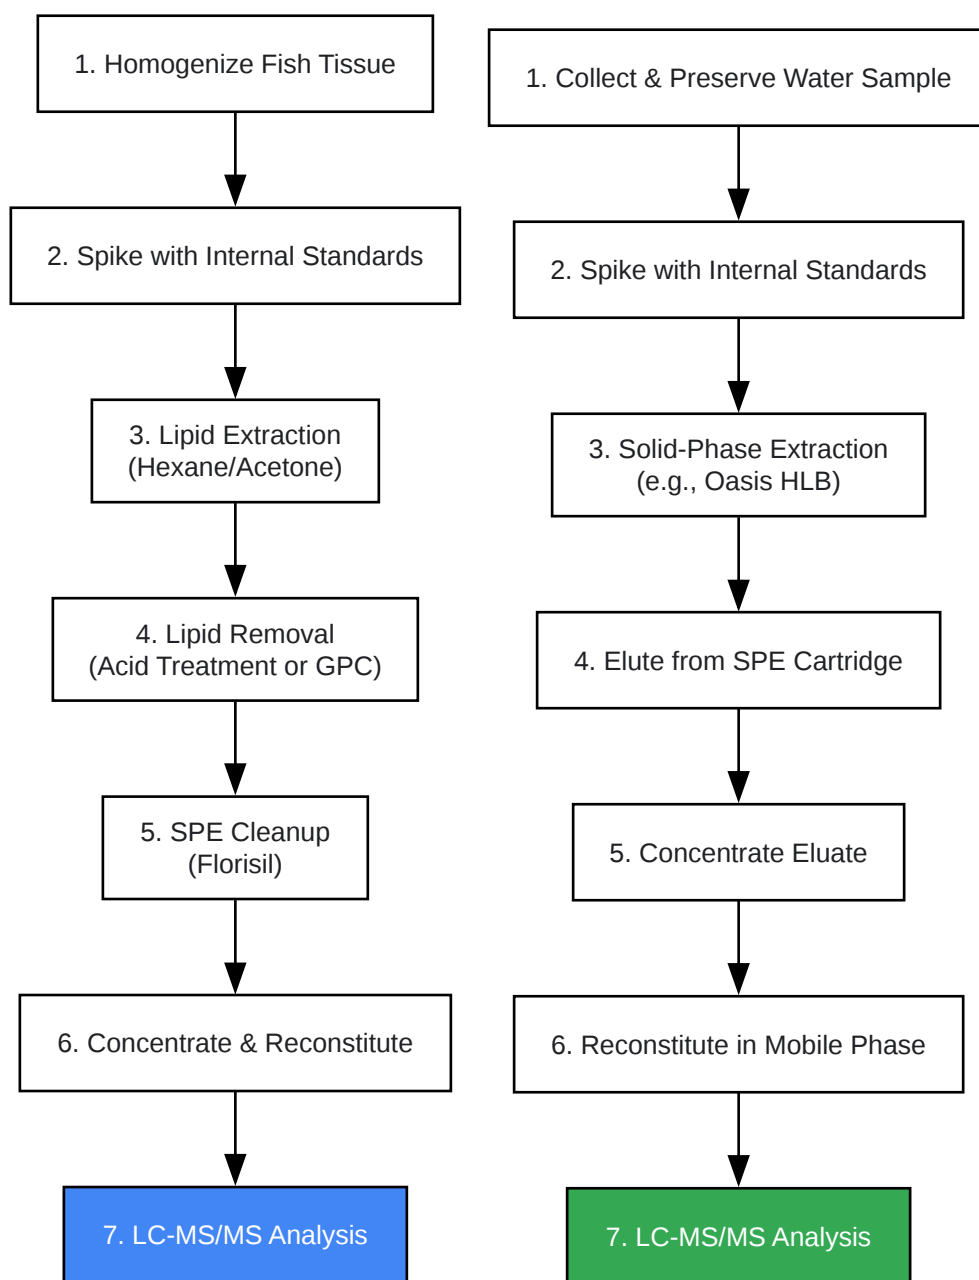 1. Homogenize Fish Tissue
2. Spike with Internal Standards
3. Lipid Extraction
(Hexane/Acetone)
4. Lipid Removal
(Acid Treatment or GPC)
5. SPE Cleanup
(Florisil)
6. Concentrate & Reconstitute
7. LC-MS/MS Analysis
1. Collect & Preserve Water Sample
2. Spike with Internal Standards
3. Solid-Phase Extraction
(e.g., Oasis HLB)
4. Elute from SPE Cartridge
5. Concentrate Eluate
6. Reconstitute in Mobile Phase
7. LC-MS/MS Analysis